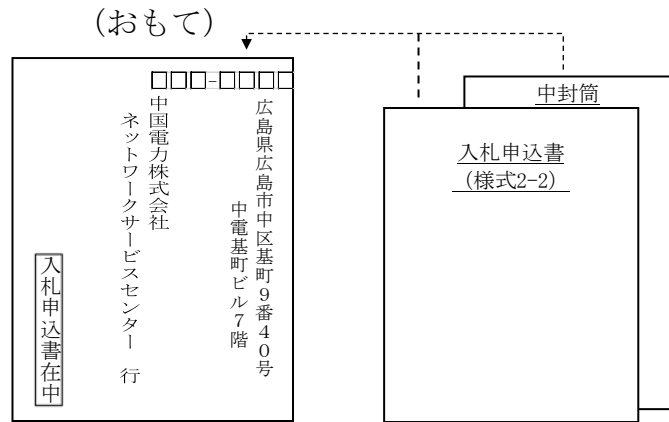 (おもて)
□□□-□□□□
広島県広島市中区基町９番４０号
中電基町ビル７階
中国電力株式会社
ネットワークサービスセンター 行
入札申込書在中
中封筒
入札申込書
(様式2-2)